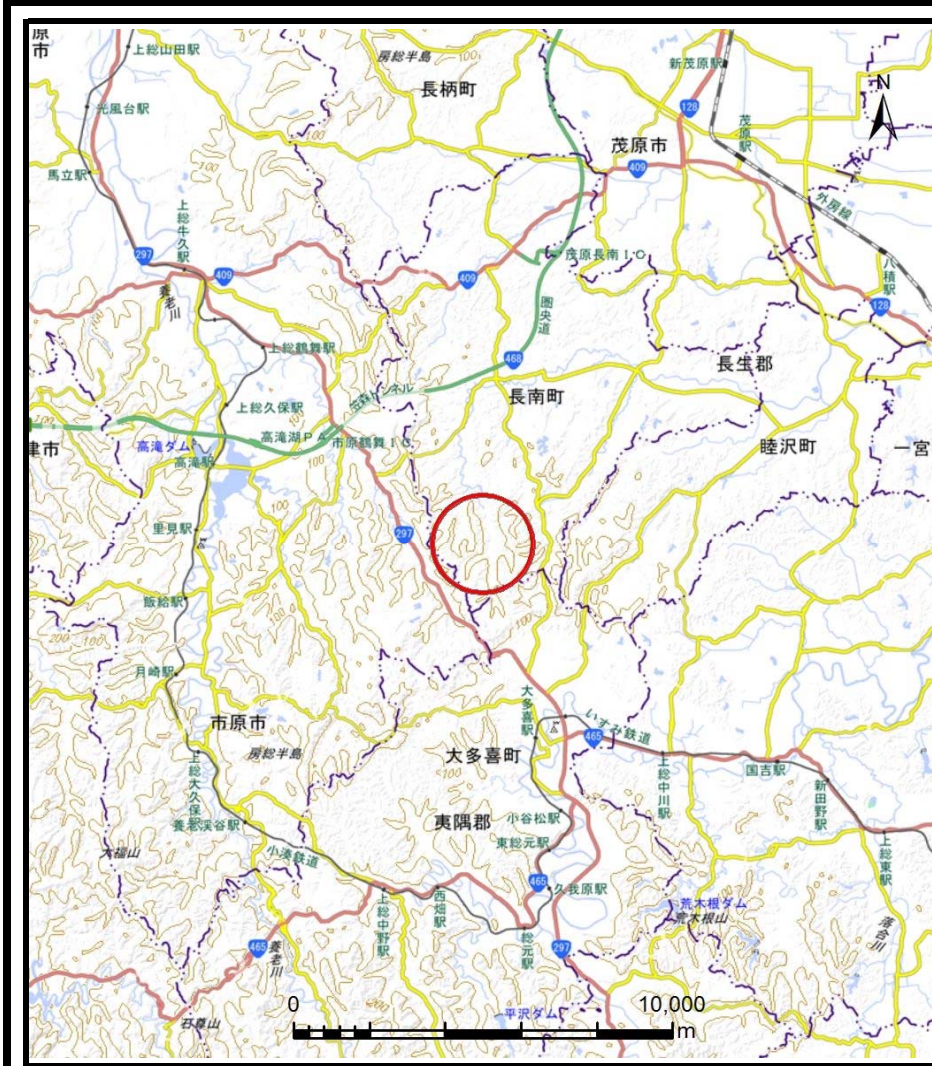 原市
上総山田駅
房総半島
新茂原駅
長柄町
100
128
N
光風台駅
茂原市
茂原駅
409
馬立駅
上総牛久駅
外房線
297
409
409
茂原長南IC
八積駅
養老川
圏央道
128
上総鶴舞駅
468
長生郡
笠森トンネル
長南町
上総久保駅
高滝湖PA
市原鶴舞IC
津市
高滝ダム
睦沢町
一宮
高滝駅
100
里見駅
297
飯給駅
100
200
100
月崎駅
大多喜駅
市原市
いすみ鉄道
465
房総半島
大多喜町
上総中川駅
国吉駅
上総大久保駅
新田野駅
養老渓谷駅
小谷松駅
夷隅郡
東総元駅
大福山
小湊鉄道
上総東駅
465
久我原駅
上総中野駅
西畑駅
荒木根ダム
荒木根山
総元駅
落合川
465
養老川
297
0
10,000
m
平沢ダム
石尊山